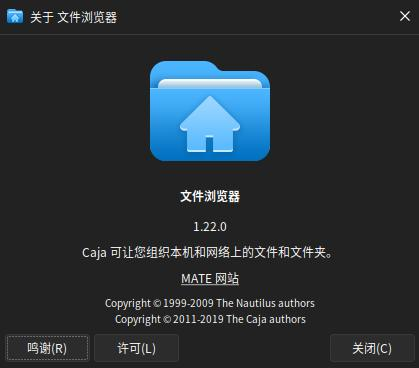 关于 文件浏览器
文件浏览器
1.22.0
Caja 可让您组织本机和网络上的文件和文件夹。
MATE 网站
Copyright © 1999-2009 The Nautilus authors
Copyright © 2011-2019 The Caja authors
鸣谢(R) 许可(L) 关闭(C)